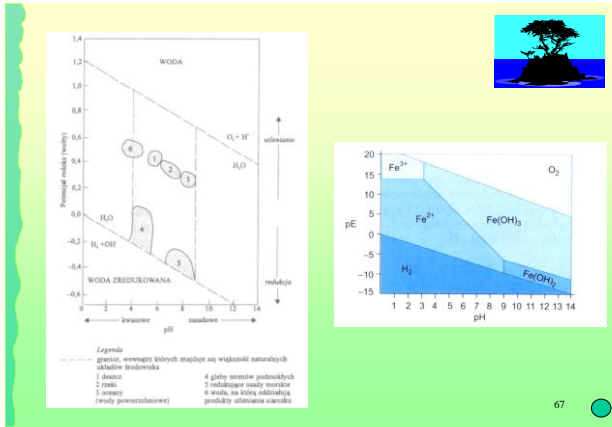 1,4
1,2
1,0
0,8
0,6
0,4
0,2
0,0
-0,2
-0,4
-0,6
Potencjał redoks (wolty)
WODA
O₂ + H⁺
H₂O
utlenianie
6
1
2
3
H₂O
H₂ +OH
4
5
WODA ZREDUKOWANA
redukcja
0 2 4 6 8 10 12 14
kwasowe zasadowe
pH
Legenda
granice, wewnątrz których znajduje się większość naturalnych
układów środowiska
1 deszcz
2 rzeki
3 oceany
(wody powierzchniowe)
4 gleby terenów podmokłych
5 redukujące osady morskie
6 woda, na którą oddziałują
produkty utleniania siarczku
20
15
10
5
0
-5
-10
-15
pE
Fe³⁺
O₂
Fe²⁺
Fe(OH)₃
H₂
Fe(OH)₂
1 2 3 4 5 6 7 8 9 10 11 12 13 14
pH
67